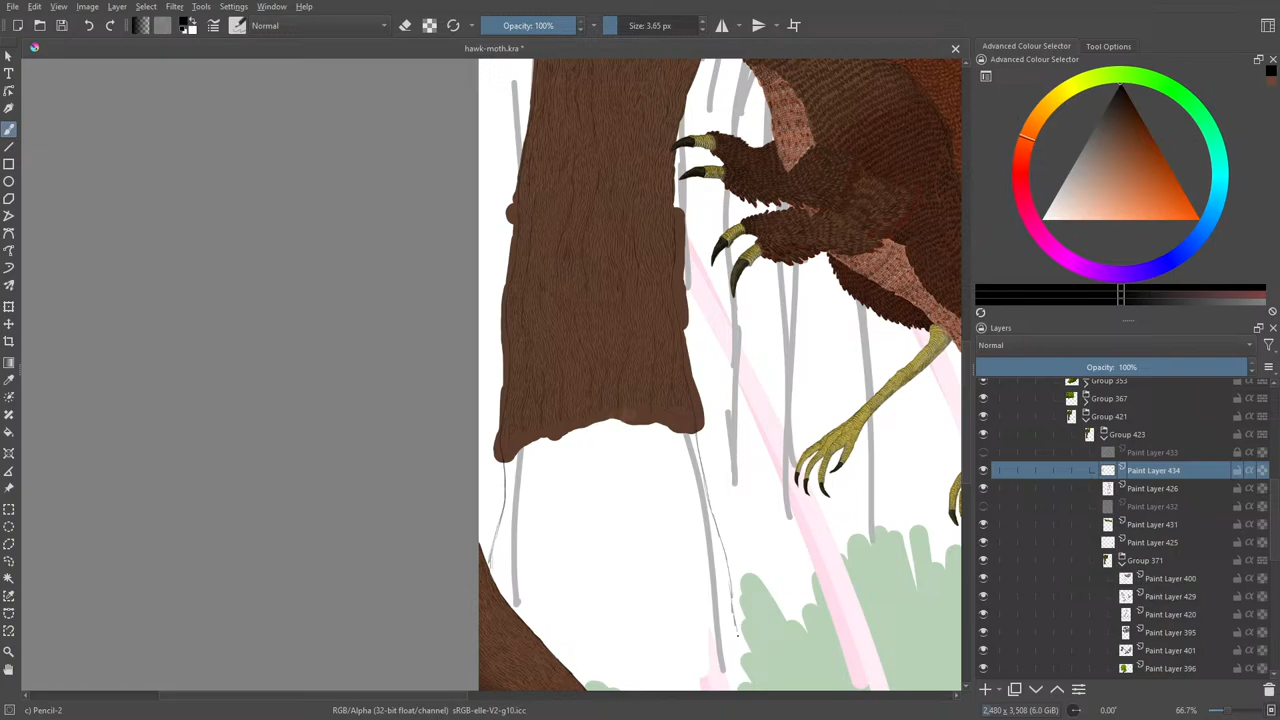 File Edit View Image Layer Select Filter Tools Settings Window Help
Normal Opacity: 100% Size: 3.65 px
hawk-moth.kra *
Advanced Colour Selector Tool Options
Advanced Colour Selector
Layers
Normal
Opacity: 100%
Group 353
Group 367
Group 421
Group 423
Paint Layer 433
Paint Layer 434
Paint Layer 426
Paint Layer 432
Paint Layer 431
Paint Layer 425
Group 371
Paint Layer 400
Paint Layer 429
Paint Layer 420
Paint Layer 395
Paint Layer 401
Paint Layer 396
c) Pencil-2 RGB/Alpha (32-bit float/channel) sRGB-elle-V2-g10.icc 2,480 x 3,508 (6.0 GiB) 0.00° 66.7%